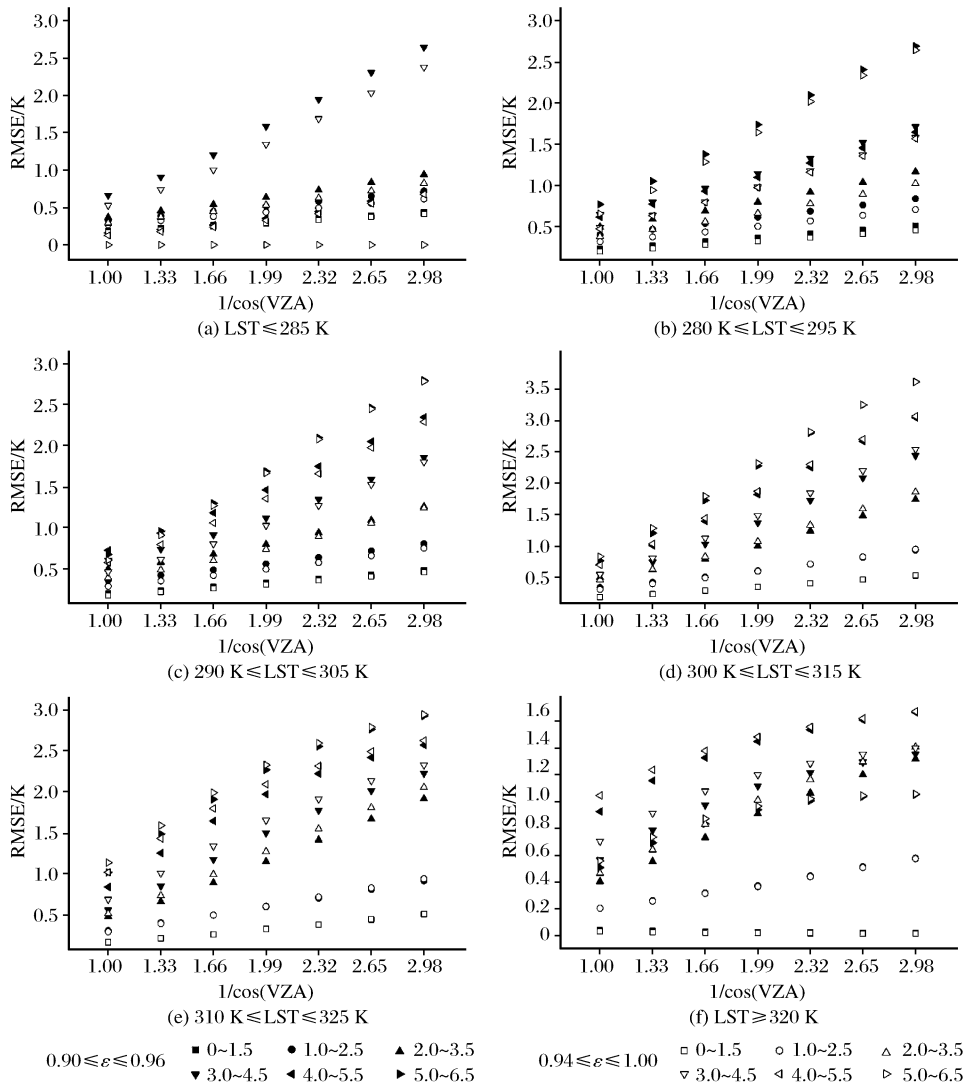 3.0
2.5
2.0
1.5
1.0
0.5
0
RMSE/K
1.00 1.33 1.66 1.99 2.32 2.65 2.98
1/cos(VZA)
(a) LST≤285 K
3.0
2.5
2.0
1.5
1.0
0.5
RMSE/K
1.00 1.33 1.66 1.99 2.32 2.65 2.98
1/cos(VZA)
(b) 280 K≤LST≤295 K
3.0
2.5
2.0
1.5
1.0
0.5
RMSE/K
1.00 1.33 1.66 1.99 2.32 2.65 2.98
1/cos(VZA)
(c) 290 K≤LST≤305 K
3.5
3.0
2.5
2.0
1.5
1.0
0.5
RMSE/K
1.00 1.33 1.66 1.99 2.32 2.65 2.98
1/cos(VZA)
(d) 300 K≤LST≤315 K
3.0
2.5
2.0
1.5
1.0
0.5
RMSE/K
1.00 1.33 1.66 1.99 2.32 2.65 2.98
1/cos(VZA)
(e) 310 K≤LST≤325 K
1.6
1.4
1.2
1.0
0.8
0.6
0.4
0.2
0
RMSE/K
1.00 1.33 1.66 1.99 2.32 2.65 2.98
1/cos(VZA)
(f) LST≥320 K
0.90≤ε≤0.96
0~1.5 1.0~2.5 2.0~3.5
3.0~4.5 4.0~5.5 5.0~6.5
0.94≤ε≤1.00
0~1.5 1.0~2.5 2.0~3.5
3.0~4.5 4.0~5.5 5.0~6.5